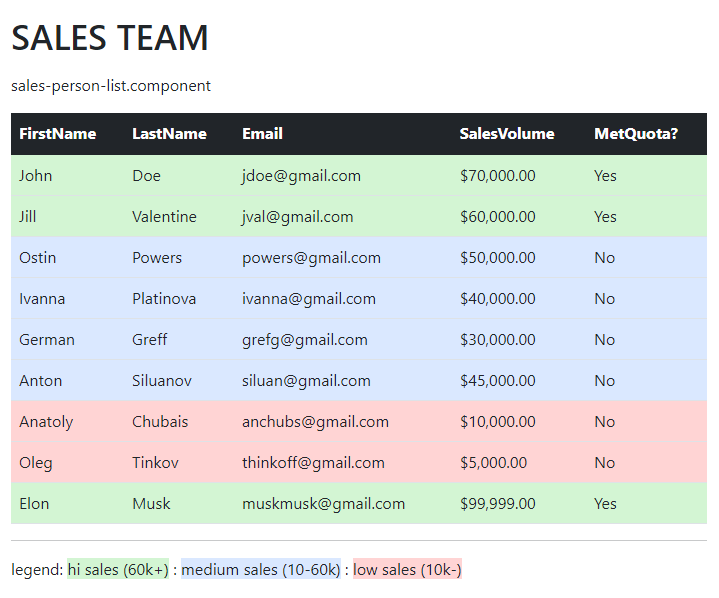 SALES TEAM
sales-person-list.component
FirstName LastName Email SalesVolume MetQuota?
John Doe jdoe@gmail.com $70,000.00 Yes
Jill Valentine jval@gmail.com $60,000.00 Yes
Ostin Powers powers@gmail.com $50,000.00 No
Ivanna Platinova ivanna@gmail.com $40,000.00 No
German Greff grefg@gmail.com $30,000.00 No
Anton Siluanov siluan@gmail.com $45,000.00 No
Anatoly Chubais anchubs@gmail.com $10,000.00 No
Oleg Tinkov thinkoff@gmail.com $5,000.00 No
Elon Musk muskmusk@gmail.com $99,999.00 Yes
legend: hi sales (60k+) : medium sales (10-60k) : low sales (10k-)